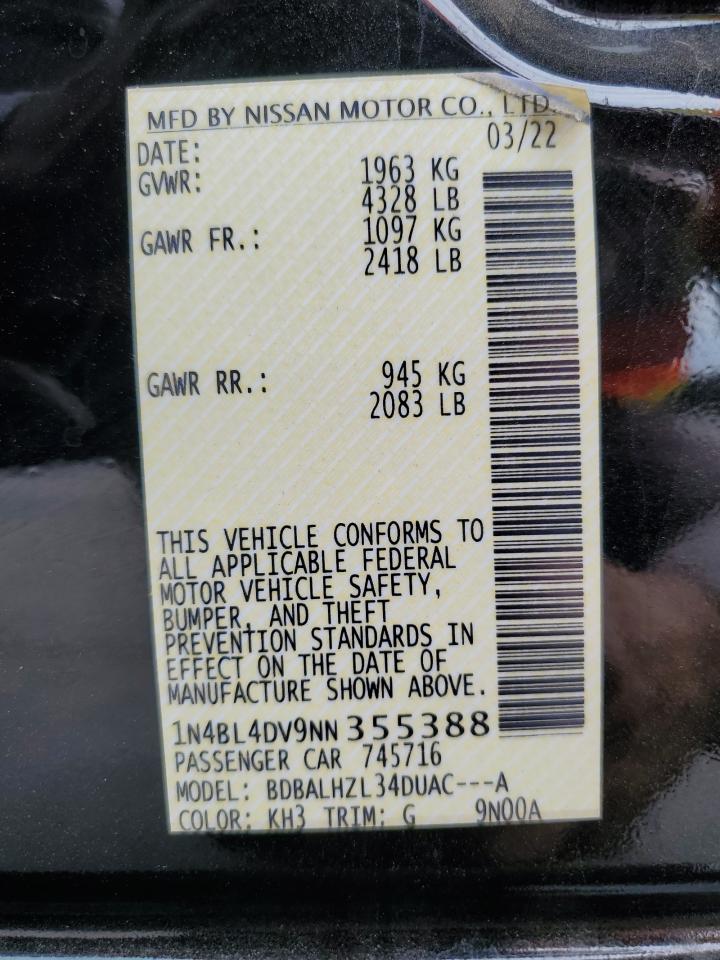 MFD BY NISSAN MOTOR CO., LTD.
DATE: 03/22
GVWR: 1963 KG
4328 LB
GAWR FR.: 1097 KG
2418 LB
GAWR RR.: 945 KG
2083 LB
THIS VEHICLE CONFORMS TO
ALL APPLICABLE FEDERAL
MOTOR VEHICLE SAFETY,
BUMPER, AND THEFT
PREVENTION STANDARDS IN
EFFECT ON THE DATE OF
MANUFACTURE SHOWN ABOVE.
1N4BL4DV9NN 355388
PASSENGER CAR 745716
MODEL: BDBALHZL34DUAC---A
COLOR: KH3 TRIM: G 9N00A